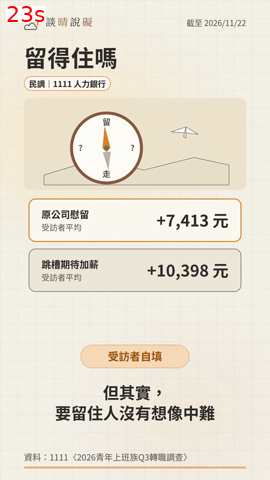 23s
談晴說礙
截至 2026/11/22
留得住嗎
民調｜1111 人力銀行
留
?
?
走
原公司慰留
受訪者平均
+7,413 元
跳槽期待加薪
受訪者平均
+10,398 元
受訪者自填
但其實，
要留住人沒有想像中難
資料：1111〈2026青年上班族Q3轉職調查〉